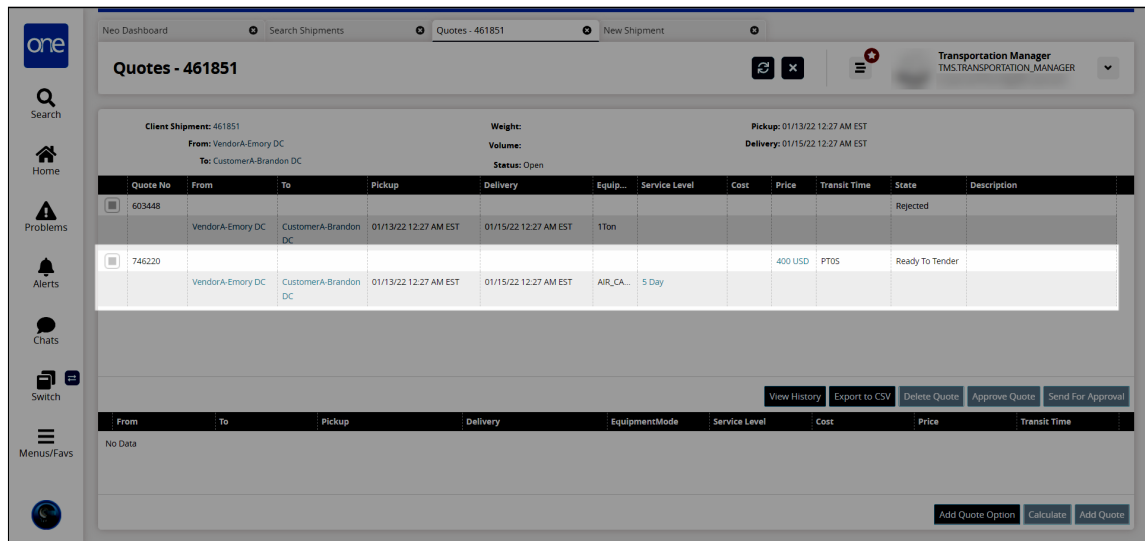 one
Neo Dashboard
Search Shipments
Quotes - 461851
New Shipment
Quotes - 461851
Transportation Manager
TMS.TRANSPORTATION_MANAGER
Search
Home
Problems
Alerts
Chats
Switch
Menus/Favs
Client Shipment: 461851 Weight: Pickup: 01/13/22 12:27 AM EST
From: VendorA-Emory DC Volume: Delivery: 01/15/22 12:27 AM EST
To: CustomerA-Brandon DC Status: Open
Quote No From To Pickup Delivery Equip... Service Level Cost Price Transit Time State Description
603448 Rejected
VendorA-Emory DC CustomerA-Brandon 01/13/22 12:27 AM EST 01/15/22 12:27 AM EST 1Ton
DC
746220 400 USD PT0S Ready To Tender
VendorA-Emory DC CustomerA-Brandon 01/13/22 12:27 AM EST 01/15/22 12:27 AM EST AIR_CA... 5 Day
DC
View History Export to CSV Delete Quote Approve Quote Send For Approval
From To Pickup Delivery EquipmentMode Service Level Cost Price Transit Time
No Data
Add Quote Option Calculate Add Quote